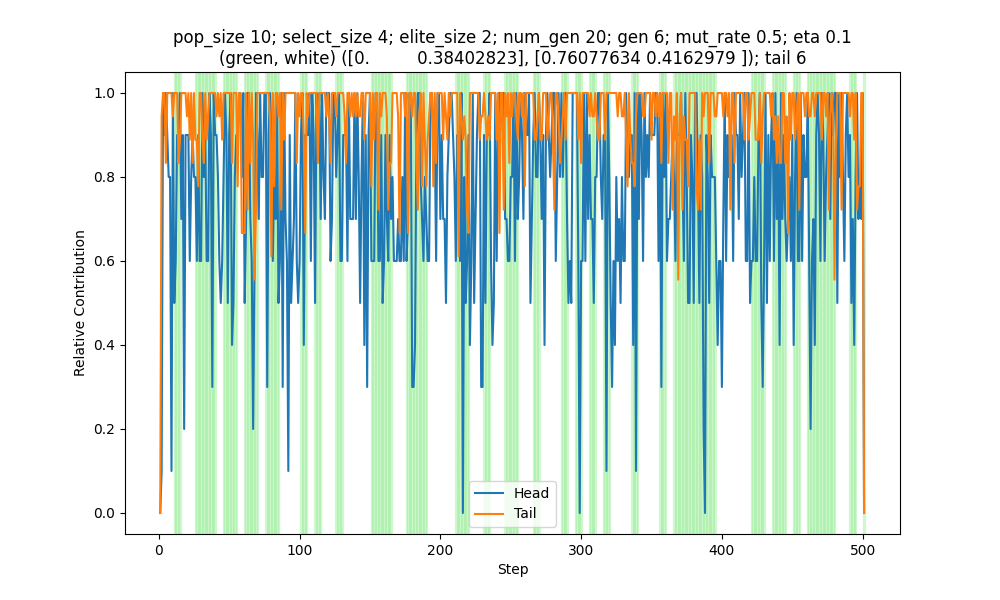 pop_size 10; select_size 4; elite_size 2; num_gen 20; gen 6; mut_rate 0.5; eta 0.1
(green, white) ([0. 0.38402823], [0.76077634 0.4162979 ]); tail 6
1.0
0.8
0.6
0.4
0.2
0.0
Relative Contribution
Head
Tail
0 100 200 300 400 500
Step